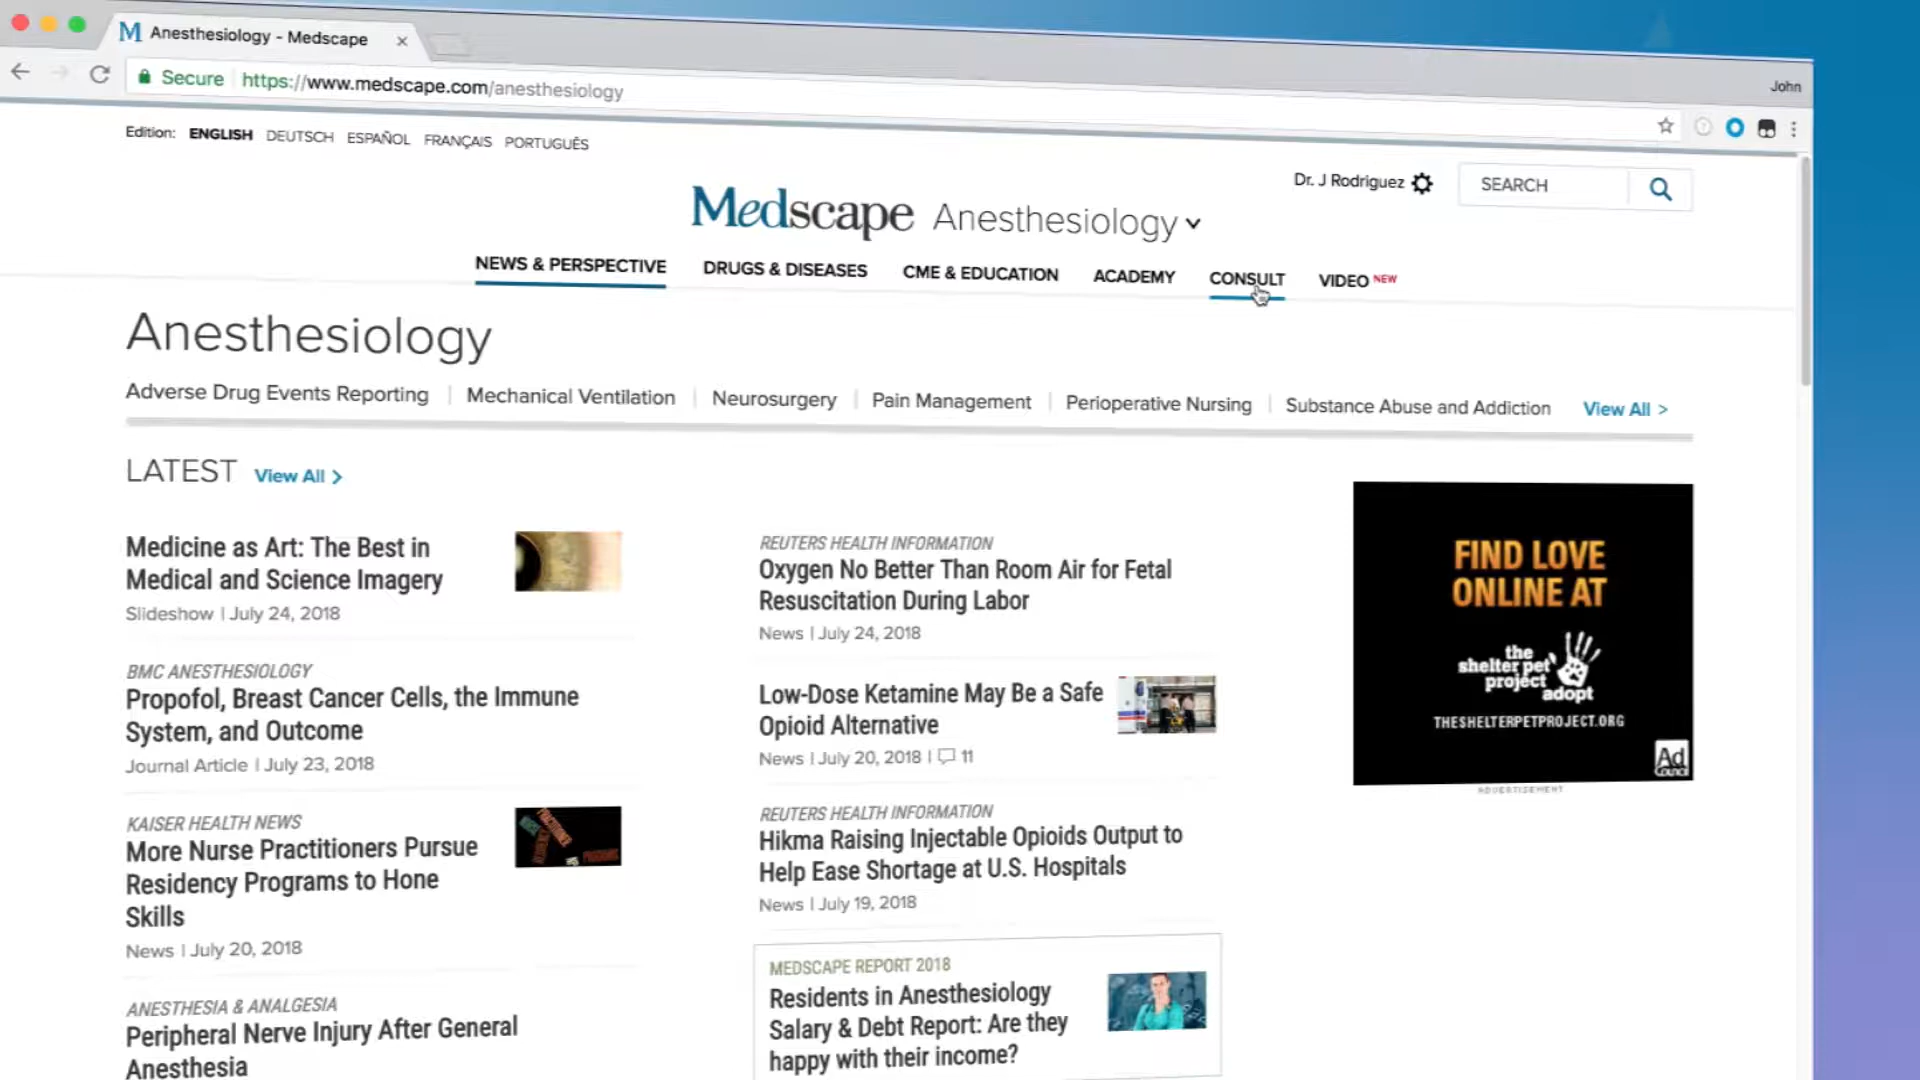 Anesthesiology - Medscape
John
Secure https://www.medscape.com/anesthesiology
Edition: ENGLISH DEUTSCH ESPAÑOL FRANÇAIS PORTUGUÊS
Dr. J Rodriguez SEARCH
Medscape Anesthesiology
NEWS & PERSPECTIVE DRUGS & DISEASES CME & EDUCATION ACADEMY CONSULT VIDEO NEW
Anesthesiology
Adverse Drug Events Reporting | Mechanical Ventilation | Neurosurgery | Pain Management | Perioperative Nursing | Substance Abuse and Addiction View All >
LATEST View All >
Medicine as Art: The Best in
Medical and Science Imagery
Slideshow | July 24, 2018
BMC ANESTHESIOLOGY
Propofol, Breast Cancer Cells, the Immune
System, and Outcome
Journal Article | July 23, 2018
KAISER HEALTH NEWS
More Nurse Practitioners Pursue
Residency Programs to Hone
Skills
News | July 20, 2018
ANESTHESIA & ANALGESIA
Peripheral Nerve Injury After General
Anesthesia
REUTERS HEALTH INFORMATION
Oxygen No Better Than Room Air for Fetal
Resuscitation During Labor
News | July 24, 2018
Low-Dose Ketamine May Be a Safe
Opioid Alternative
News | July 20, 2018 | 11
REUTERS HEALTH INFORMATION
Hikma Raising Injectable Opioids Output to
Help Ease Shortage at U.S. Hospitals
News | July 19, 2018
MEDSCAPE REPORT 2018
Residents in Anesthesiology
Salary & Debt Report: Are they
happy with their income?
FIND LOVE
ONLINE AT
the
shelter pet
project
adopt
THESHELTERPETPROJECT.ORG
Ad
Council
ADVERTISEMENT